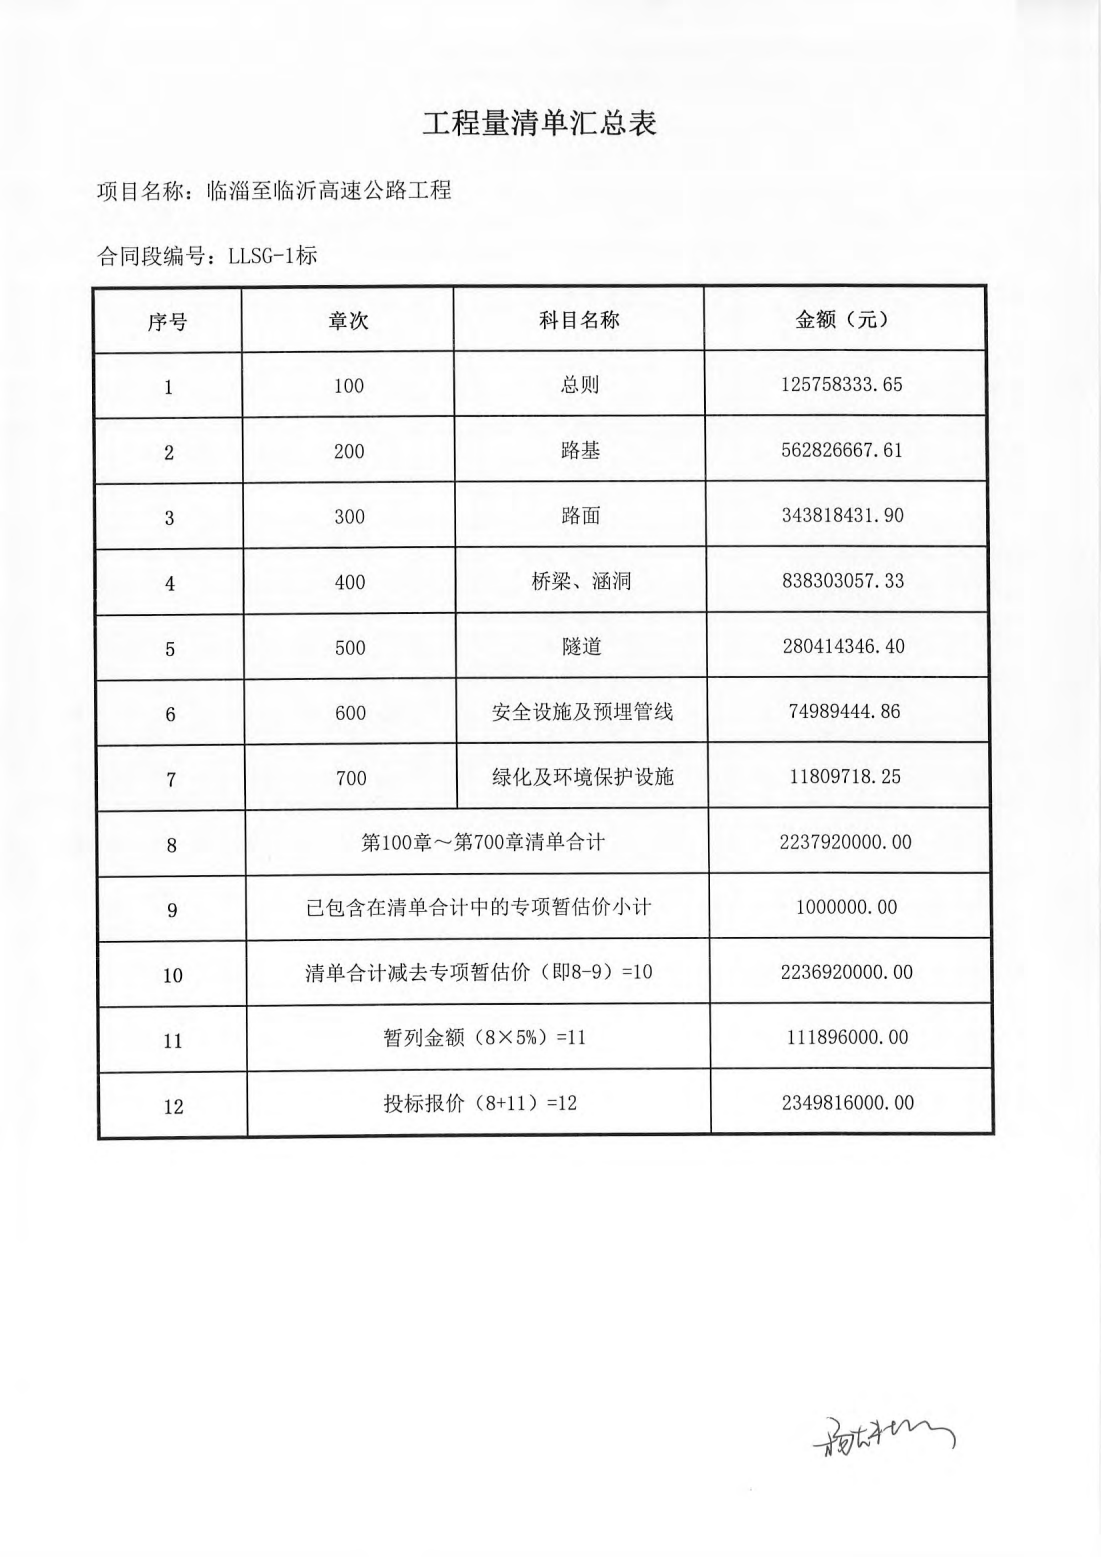 工程量清单汇总表
项目名称：临淄至临沂高速公路工程
合同段编号：LLSG-1标
序号 章次 科目名称 金额（元）
1 100 总则 125758333.65
2 200 路基 562826667.61
3 300 路面 343818431.90
4 400 桥梁、涵洞 838303057.33
5 500 隧道 280414346.40
6 600 安全设施及预埋管线 74989444.86
7 700 绿化及环境保护设施 11809718.25
8 第100章～第700章清单合计 2237920000.00
9 已包含在清单合计中的专项暂估价小计 1000000.00
10 清单合计减去专项暂估价（即8-9）=10 2236920000.00
11 暂列金额（8×5%）=11 111896000.00
12 投标报价（8+11）=12 2349816000.00